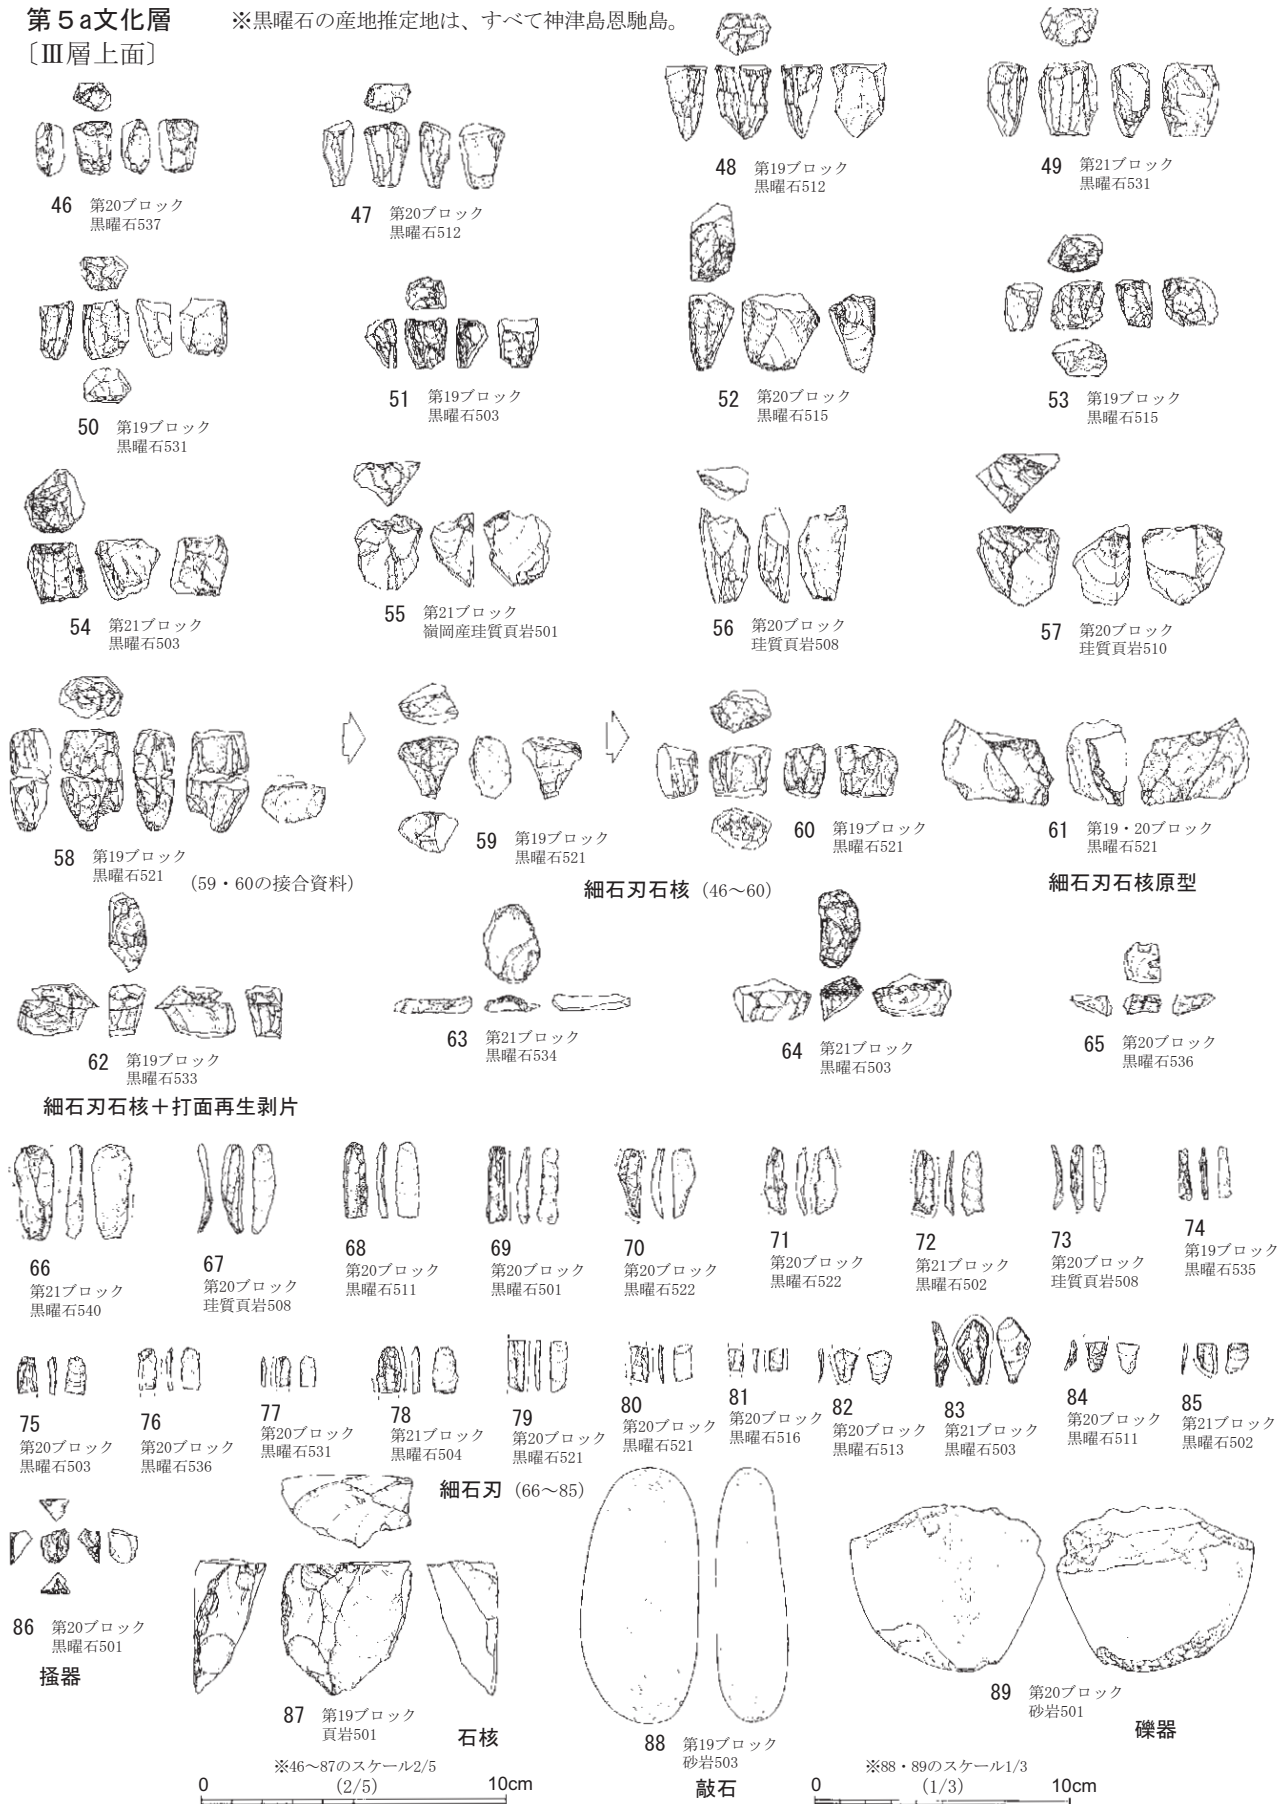 第５a文化層
※黒曜石の産地推定地は、すべて神津島恩馳島。
〔Ⅲ層上面〕
46 第20ブロック
黒曜石537
47 第20ブロック
黒曜石512
48 第19ブロック
黒曜石512
49 第21ブロック
黒曜石531
50 第19ブロック
黒曜石531
51 第19ブロック
黒曜石503
52 第20ブロック
黒曜石515
53 第19ブロック
黒曜石515
54 第21ブロック
黒曜石503
55 第21ブロック
嶺岡産珪質頁岩501
56 第20ブロック
珪質頁岩508
57 第20ブロック
珪質頁岩510
58 第19ブロック
黒曜石521
（59・60の接合資料）
59 第19ブロック
黒曜石521
60 第19ブロック
黒曜石521
細石刃石核（46～60）
61 第19・20ブロック
黒曜石521
細石刃石核原型
62 第19ブロック
黒曜石533
63 第21ブロック
黒曜石534
64 第21ブロック
黒曜石503
65 第20ブロック
黒曜石536
細石刃石核＋打面再生剥片
66
第21ブロック
黒曜石540
67
第20ブロック
珪質頁岩508
68
第20ブロック
黒曜石511
69
第20ブロック
黒曜石501
70
第20ブロック
黒曜石522
71
第20ブロック
黒曜石522
72
第21ブロック
黒曜石502
73
第20ブロック
珪質頁岩508
74
第19ブロック
黒曜石535
75
第20ブロック
黒曜石503
76
第20ブロック
黒曜石536
77
第20ブロック
黒曜石531
78
第21ブロック
黒曜石504
79
第20ブロック
黒曜石521
80
第20ブロック
黒曜石521
81
第20ブロック
黒曜石516
82
第20ブロック
黒曜石513
83
第21ブロック
黒曜石503
84
第20ブロック
黒曜石511
85
第21ブロック
黒曜石502
細石刃（66～85）
86 第20ブロック
黒曜石501
掻器
87 第19ブロック
頁岩501
石核
88 第19ブロック
砂岩503
敲石
89 第20ブロック
砂岩501
礫器
※46～87のスケール2/5
0 (2/5) 10cm
※88・89のスケール1/3
0 (1/3) 10cm